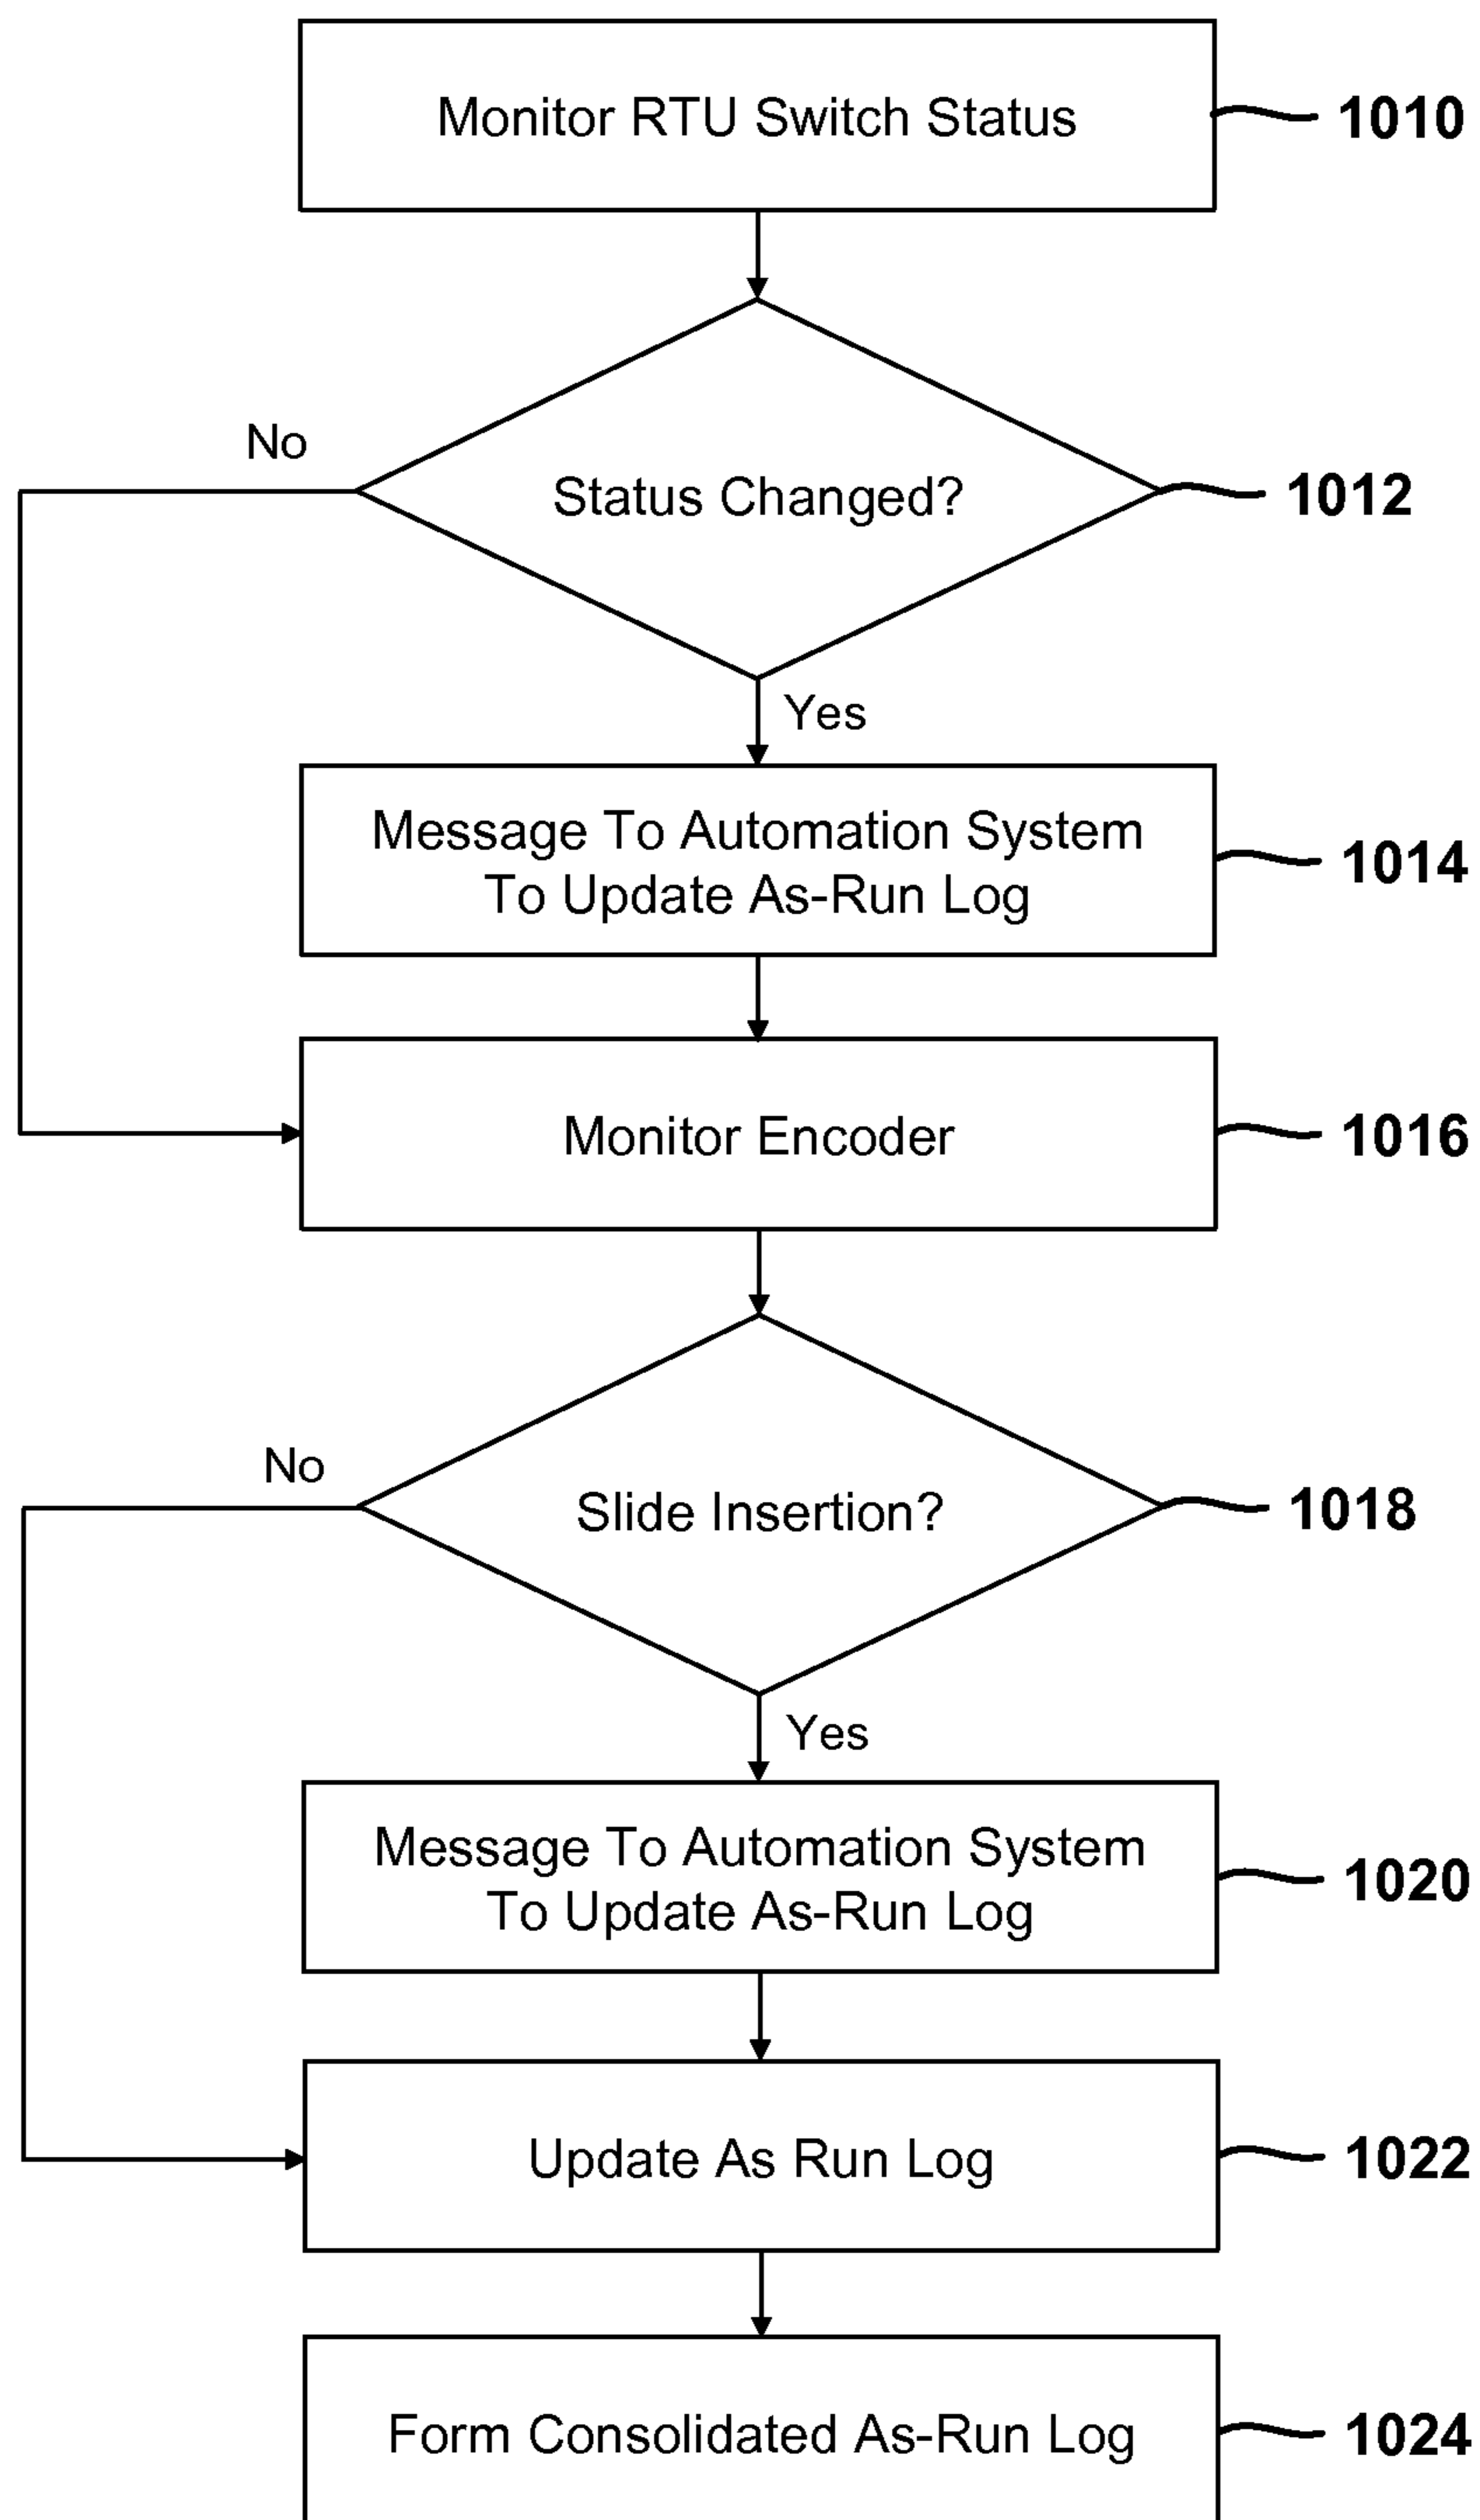 Monitor RTU Switch Status
1010
No
Status Changed?
1012
Yes
Message To Automation System
To Update As-Run Log
1014
Monitor Encoder
1016
No
Slide Insertion?
1018
Yes
Message To Automation System
To Update As-Run Log
1020
Update As Run Log
1022
Form Consolidated As-Run Log
1024